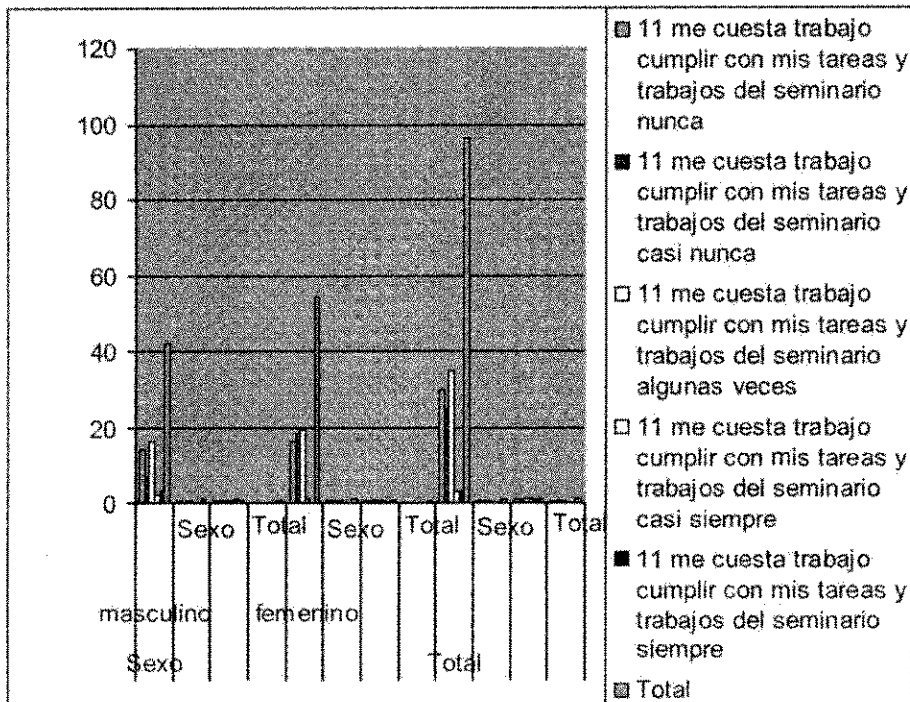 120
100
80
60
40
20
0
Sexo Total Sexo Total Sexo Total
masculino femenino
Sexo Total
11 me cuesta trabajo
cumplir con mis tareas y
trabajos del seminario
nunca
11 me cuesta trabajo
cumplir con mis tareas y
trabajos del seminario
casi nunca
11 me cuesta trabajo
cumplir con mis tareas y
trabajos del seminario
algunas veces
11 me cuesta trabajo
cumplir con mis tareas y
trabajos del seminario
casi siempre
11 me cuesta trabajo
cumplir con mis tareas y
trabajos del seminario
siempre
Total